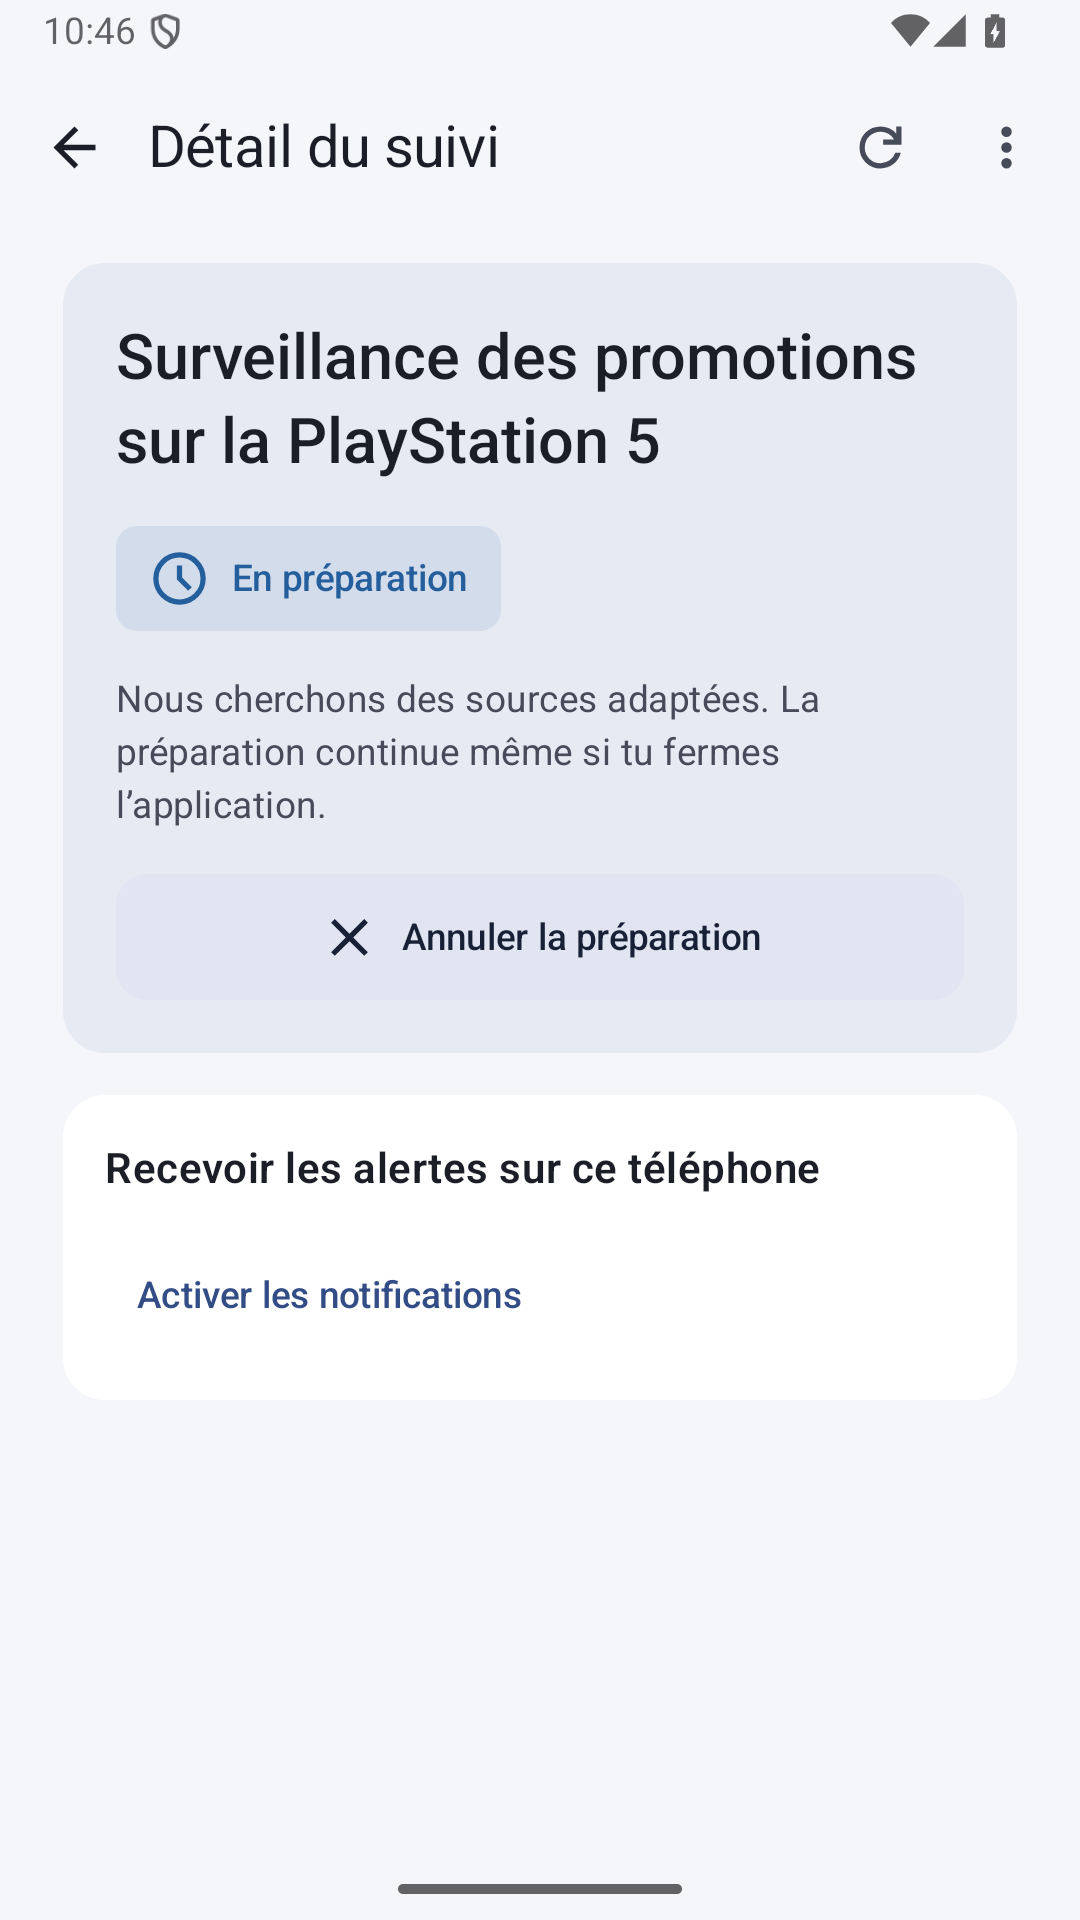 10:46
Détail du suivi
Surveillance des promotions
sur la PlayStation 5
En préparation
Nous cherchons des sources adaptées. La
préparation continue même si tu fermes
l’application.
Annuler la préparation
Recevoir les alertes sur ce téléphone
Activer les notifications